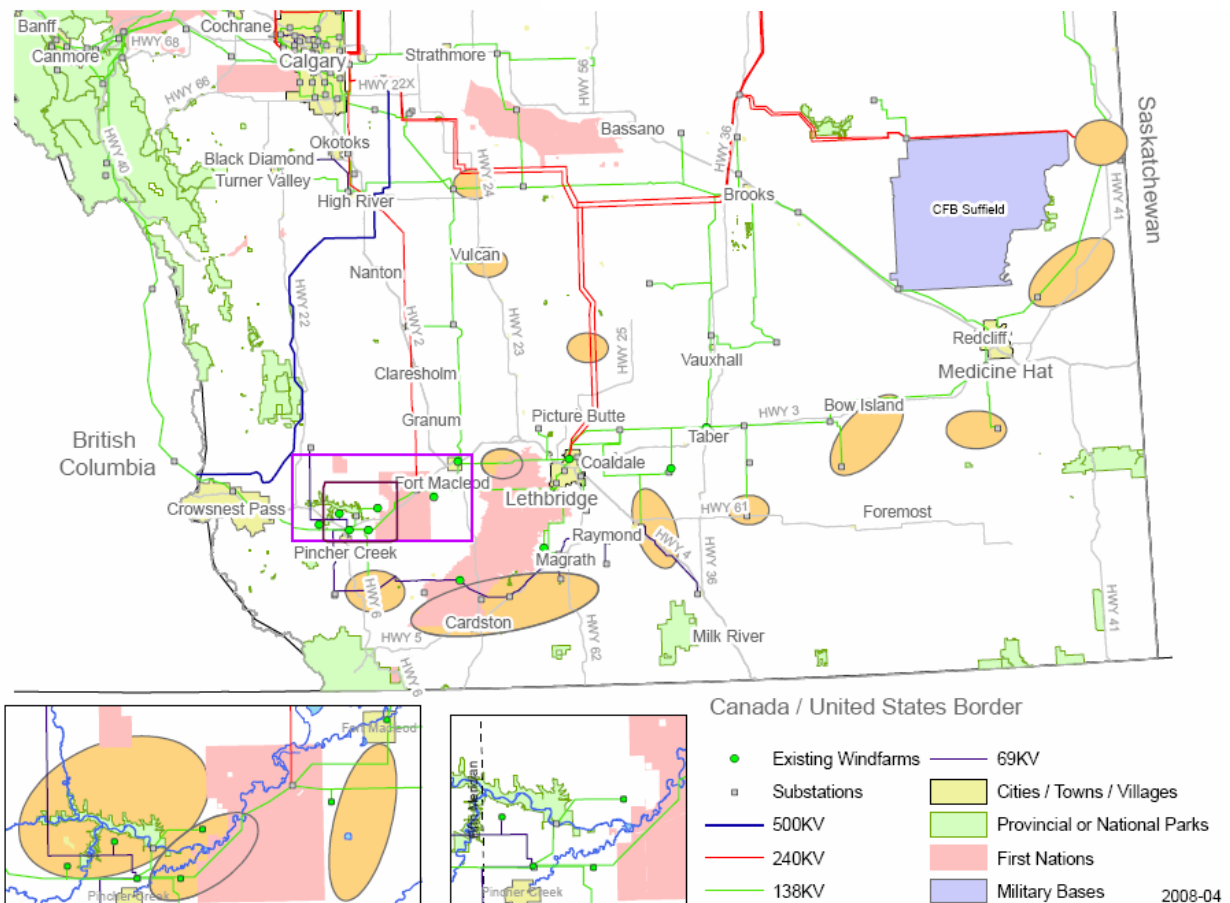 Banff
Cochrane
HWY 68
Canmore
Calgary
Strathmore
HWY 22X
HWY 56
HWY 66
Bassano
HWY 36
Saskatchewan
Okotoks
HWY 40
Black Diamond
Turner Valley
High River
HWY 24
Brooks
CFB Suffield
HWY 41
Vulcan
Nanton
HWY 22
HWY 2
HWY 23
HWY 25
Redcliff
Vauxhall
Medicine Hat
Claresholm
Granum
Picture Butte
HWY 3
Bow Island
Taber
British
Columbia
Coaldale
Fort Macleod
Lethbridge
Crowsnest Pass
HWY 61
Foremost
Raymond
Pincher Creek
Magrath
HWY 4
HWY 36
HWY 6
Cardston
HWY 5
HWY 62
Milk River
HWY 41
HWY 6
Canada / United States Border
Fort Macleod
Pincher Creek
Pincher Creek
Existing Windfarms
Substations
500KV
240KV
138KV
69KV
Cities / Towns / Villages
Provincial or National Parks
First Nations
Military Bases
2008-04